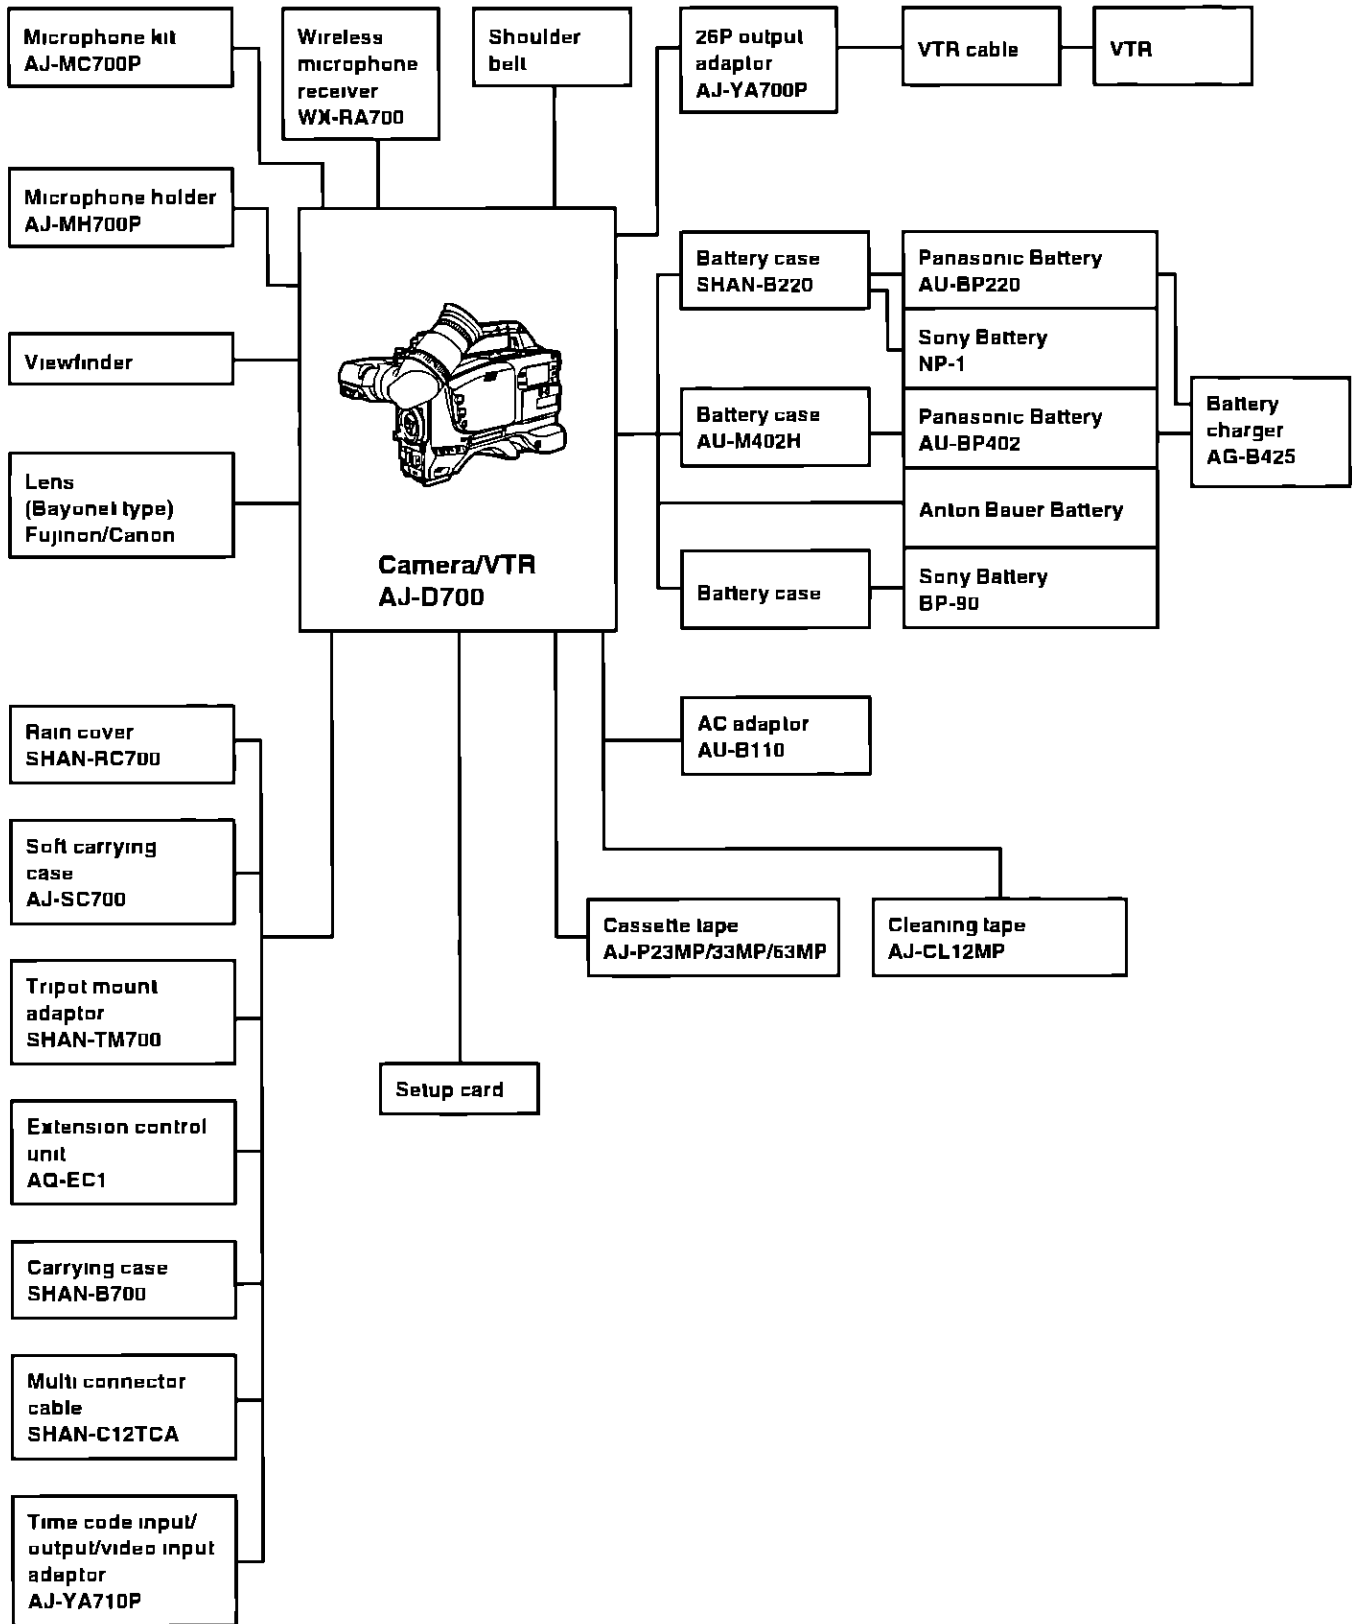 Microphone kit
AJ-MC700P
Wireless
microphone
receiver
WX-RA700
Shoulder
belt
26P output
adaptor
AJ-YA700P
VTR cable
VTR
Microphone holder
AJ-MH700P
Viewfinder
Lens
(Bayonet type)
Fujinon/Canon
Camera/VTR
AJ-D700
Battery case
SHAN-B220
Panasonic Battery
AU-BP220
Sony Battery
NP-1
Battery case
AU-M402H
Panasonic Battery
AU-BP402
Battery
charger
AG-B425
Anton Bauer Battery
Battery case
Sony Battery
BP-90
AC adaptor
AU-B110
Cassette tape
AJ-P23MP/33MP/63MP
Cleaning tape
AJ-CL12MP
Setup card
Rain cover
SHAN-RC700
Soft carrying
case
AJ-SC700
Tripot mount
adaptor
SHAN-TM700
Extension control
unit
AQ-EC1
Carrying case
SHAN-B700
Multi connector
cable
SHAN-C12TCA
Time code input/
output/video input
adaptor
AJ-YA710P